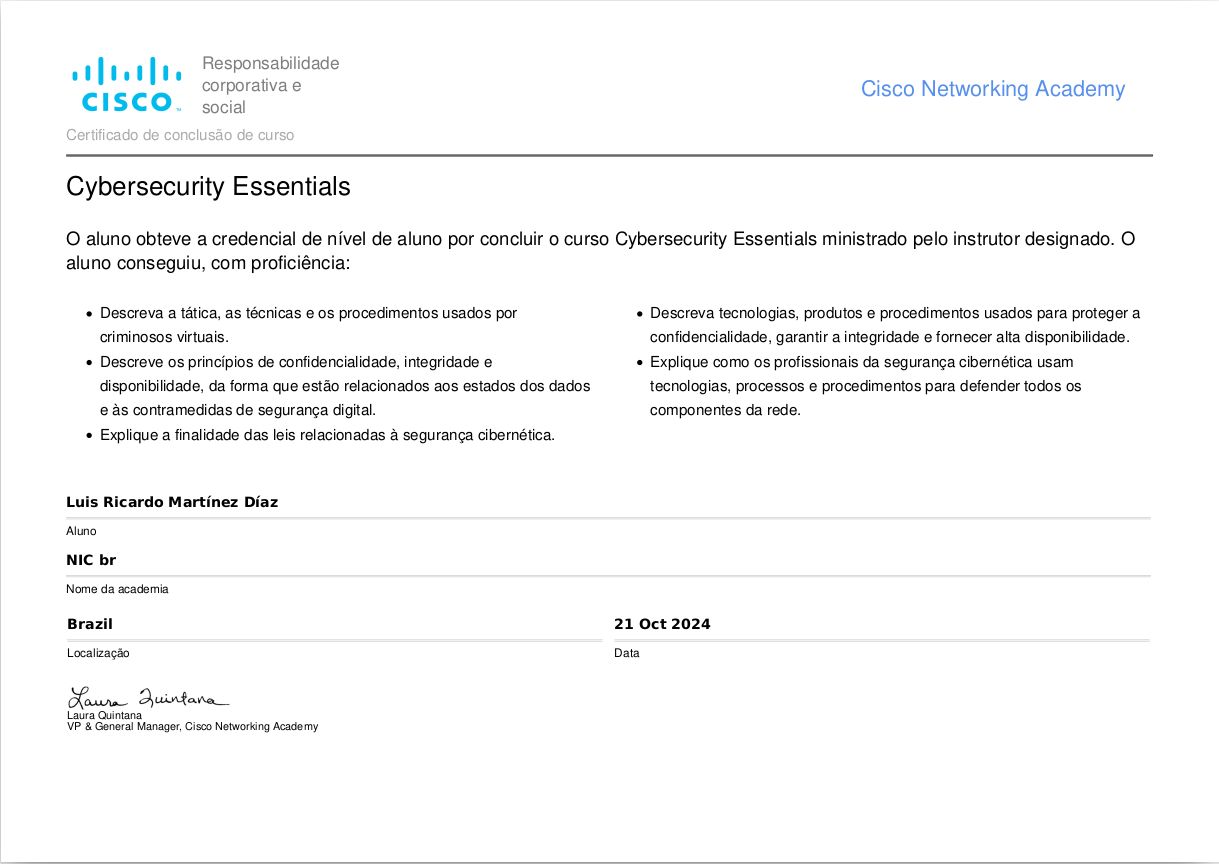 CISCO
Responsabilidade
corporativa e
social
Cisco Networking Academy
Certificado de conclusão de curso
Cybersecurity Essentials
O aluno obteve a credencial de nível de aluno por concluir o curso Cybersecurity Essentials ministrado pelo instrutor designado. O
aluno conseguiu, com proficiência:
• Descreva a tática, as técnicas e os procedimentos usados por
criminosos virtuais.
• Descreve os princípios de confidencialidade, integridade e
disponibilidade, da forma que estão relacionados aos estados dos dados
e às contramedidas de segurança digital.
• Explique a finalidade das leis relacionadas à segurança cibernética.
• Descreva tecnologias, produtos e procedimentos usados para proteger a
confidencialidade, garantir a integridade e fornecer alta disponibilidade.
• Explique como os profissionais da segurança cibernética usam
tecnologias, processos e procedimentos para defender todos os
componentes da rede.
Luis Ricardo Martínez Díaz
Aluno
NIC br
Nome da academia
Brazil
Localização
21 Oct 2024
Data
Laura Quintana
Laura Quintana
VP & General Manager, Cisco Networking Academy